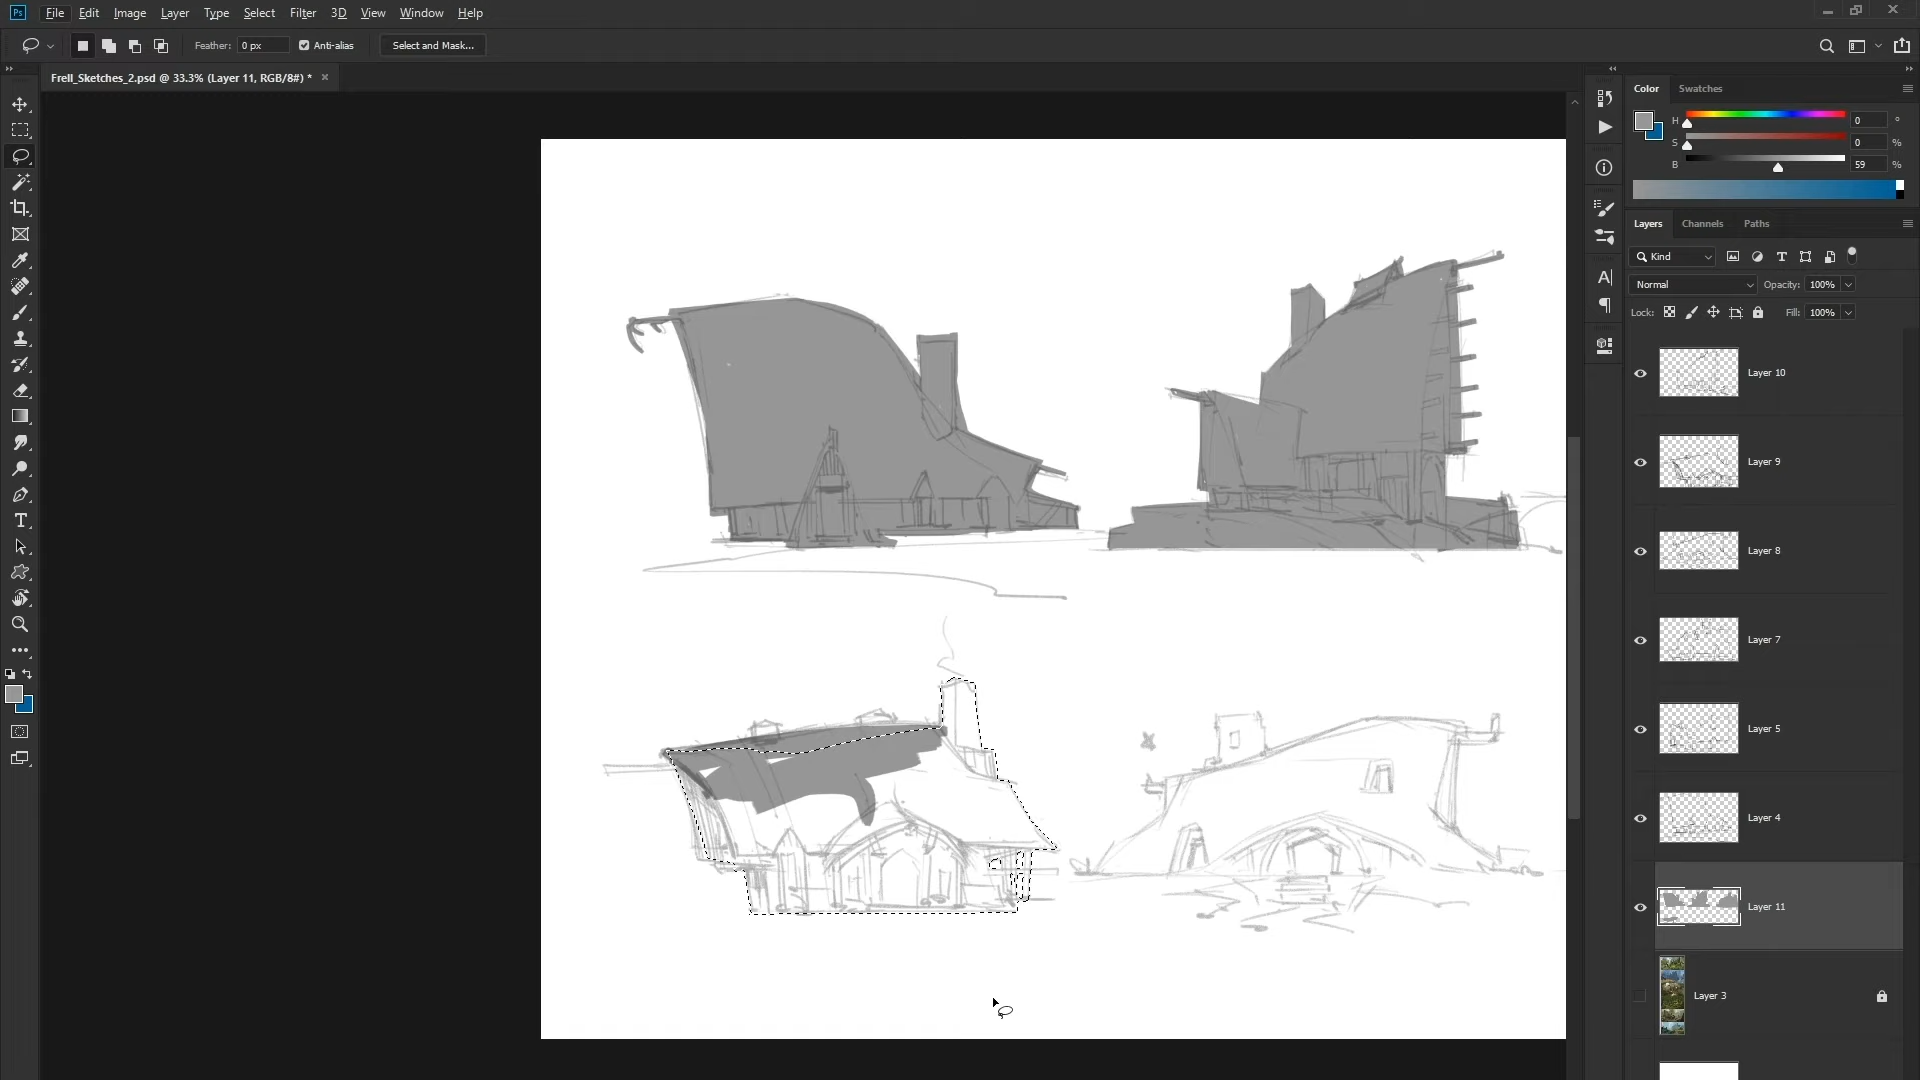 Ps File Edit Image Layer Type Select Filter 3D View Window Help
Feather: 0 px Anti-alias Select and Mask...
Frell_Sketches_2.psd @ 33.3% (Layer 11, RGB/8#) * ×
Color Swatches
H 0 °
S 0 %
B 59 %
Layers Channels Paths
Kind
Normal Opacity: 100%
Lock: Fill: 100%
Layer 10
Layer 9
Layer 8
Layer 7
Layer 5
Layer 4
Layer 11
Layer 3